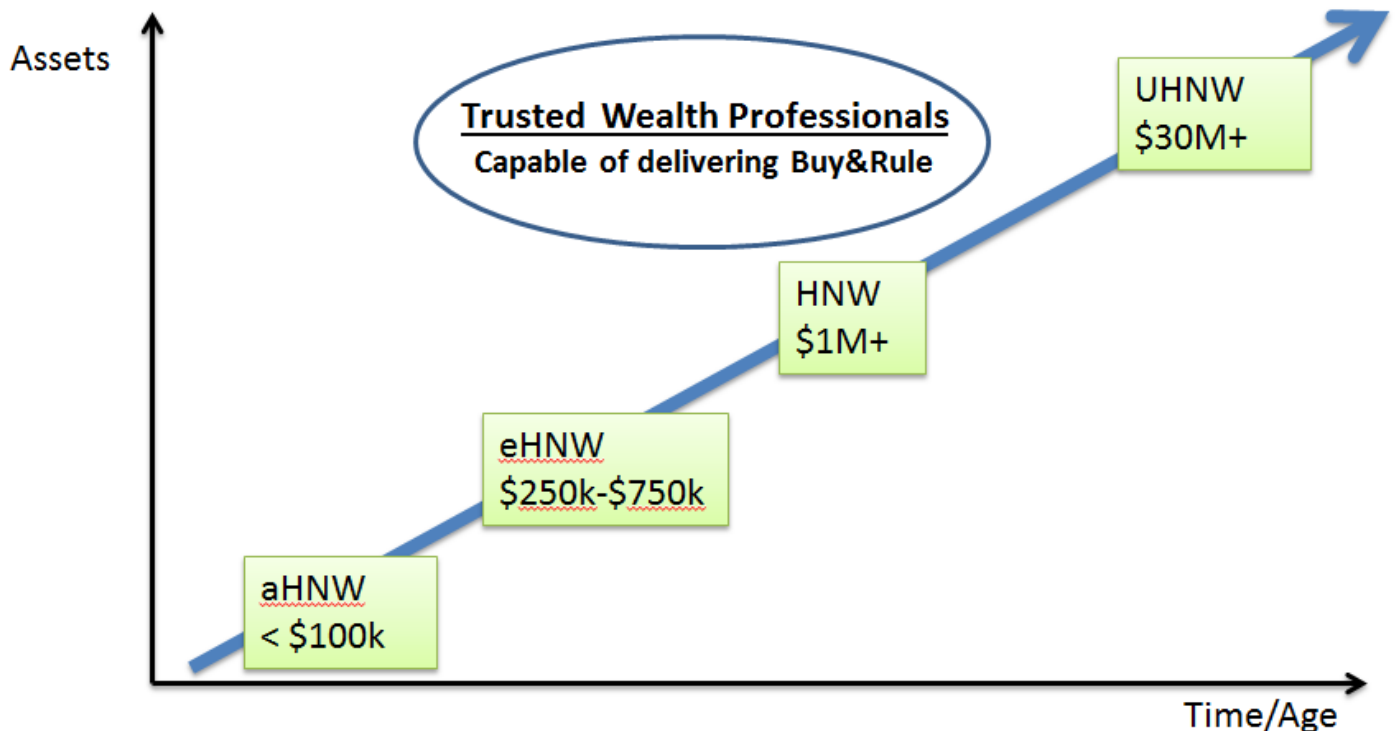 Assets
Trusted Wealth Professionals
Capable of delivering Buy&Rule
UHNW
$30M+
HNW
$1M+
eHNW
$250k-$750k
aHNW
< $100k
Time/Age